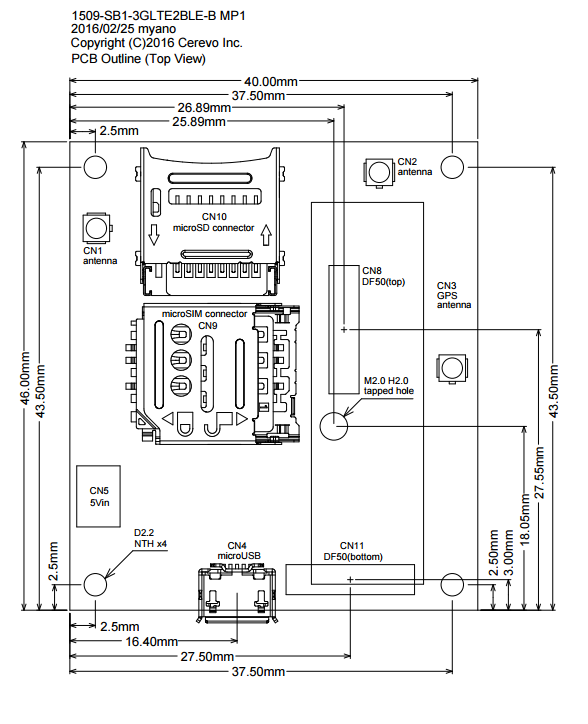 1509-SB1-3GLTE2BLE-B MP1
2016/02/25 myano
Copyright (C)2016 Cerevo Inc.
PCB Outline (Top View)
40.00mm
37.50mm
26.89mm
25.89mm
2.5mm
CN2
antenna
CN10
microSD connector
CN1
antenna
CN8
DF50(top)
CN3
GPS
antenna
microSIM connector
CN9
M2.0 H2.0
tapped hole
46.00mm
43.50mm
43.50mm
27.55mm
18.05mm
CN5
5Vin
D2.2
NTH x4
CN4
microUSB
CN11
DF50(bottom)
2.5mm
2.50mm
3.00mm
2.5mm
16.40mm
27.50mm
37.50mm